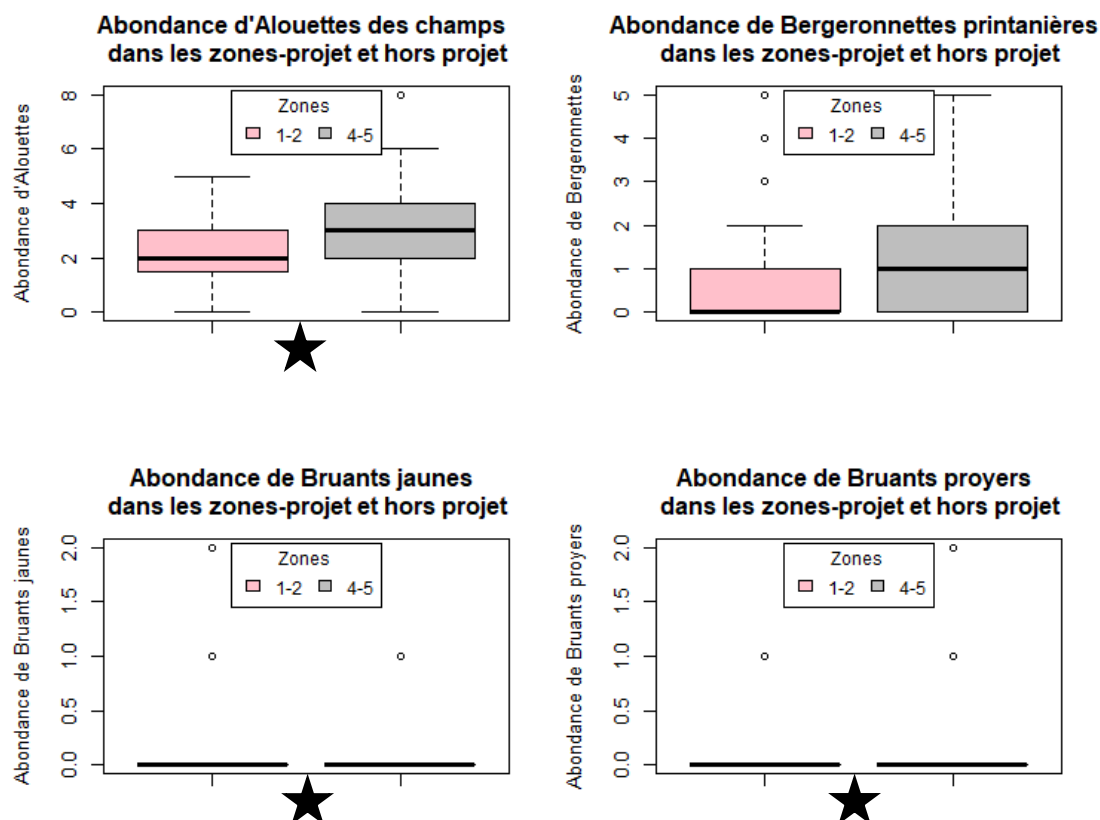 Abondance d'Alouettes des champs
dans les zones-projet et hors projet
Abondance d'Alouettes
8
6
4
2
0
Zones
1-2 4-5
Abondance de Bergeronnettes printanières
dans les zones-projet et hors projet
Abondance de Bergeronnettes
5
4
3
2
1
0
Zones
1-2 4-5
Abondance de Bruants jaunes
dans les zones-projet et hors projet
Abondance de Bruants jaunes
2.0
1.5
1.0
0.5
0.0
Zones
1-2 4-5
Abondance de Bruants proyers
dans les zones-projet et hors projet
Abondance de Bruants proyers
2.0
1.5
1.0
0.5
0.0
Zones
1-2 4-5